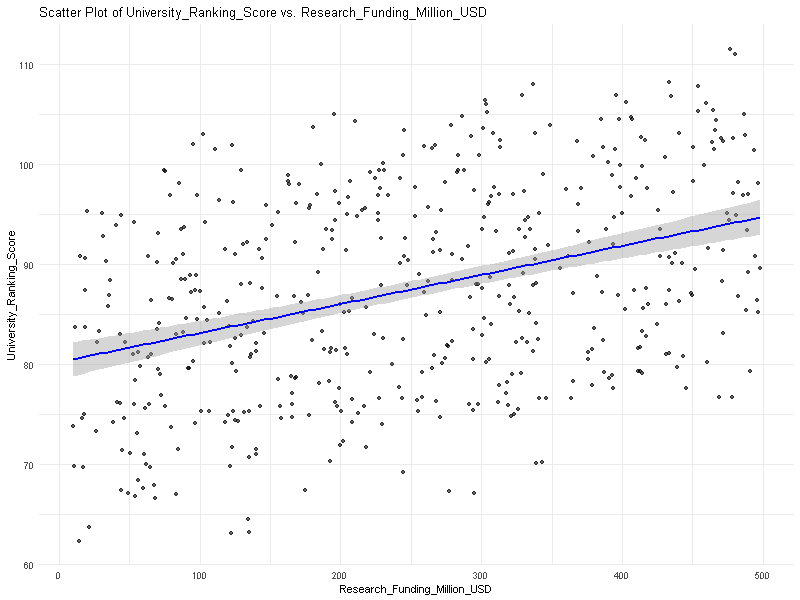 Scatter Plot of University_Ranking_Score vs. Research_Funding_Million_USD
University_Ranking_Score
110
100
90
80
70
60
0 100 200 300 400 500
Research_Funding_Million_USD